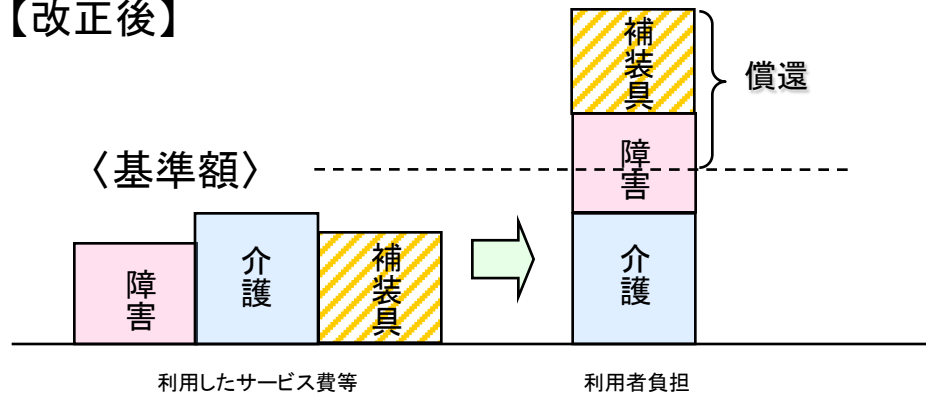 【改正後】
補装具
償還
障害
〈基準額〉
障害
介護
補装具
介護
利用したサービス費等
利用者負担